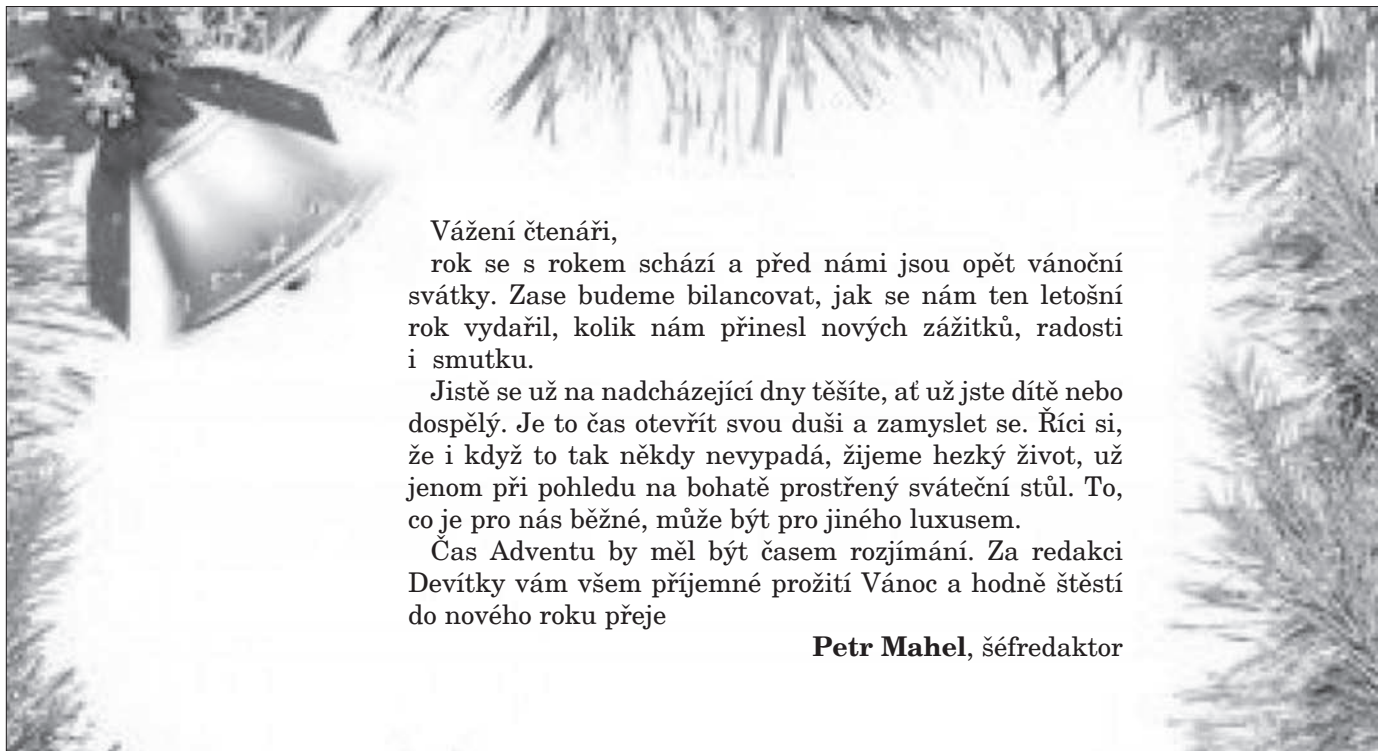 Vážení čtenáři,
rok se s rokem schází a před námi jsou opět vánoční
svátky. Zase budeme bilancovat, jak se nám ten letošní
rok vydařil, kolik nám přinesl nových zážitků, radosti
i smutku.
Jistě se už na nadcházející dny těšíte, ať už jste dítě nebo
dospělý. Je to čas otevřít svou duši a zamyslet se. Říci si,
že i když to tak někdy nevypadá, žijeme hezký život, už
jenom při pohledu na bohatě prostřený sváteční stůl. To,
co je pro nás běžné, může být pro jiného luxusem.
Čas Adventu by měl být časem rozjímání. Za redakci
Devítky vám všem příjemné prožití Vánoc a hodně štěstí
do nového roku přeje
Petr Mahel, šéfredaktor